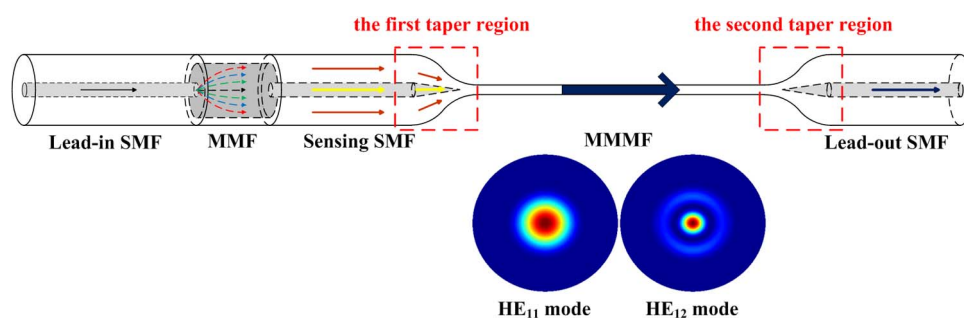 the first taper region
the second taper region
Lead-in SMF
MMF
Sensing SMF
MMMF
Lead-out SMF
HE₁₁ mode
HE₁₂ mode